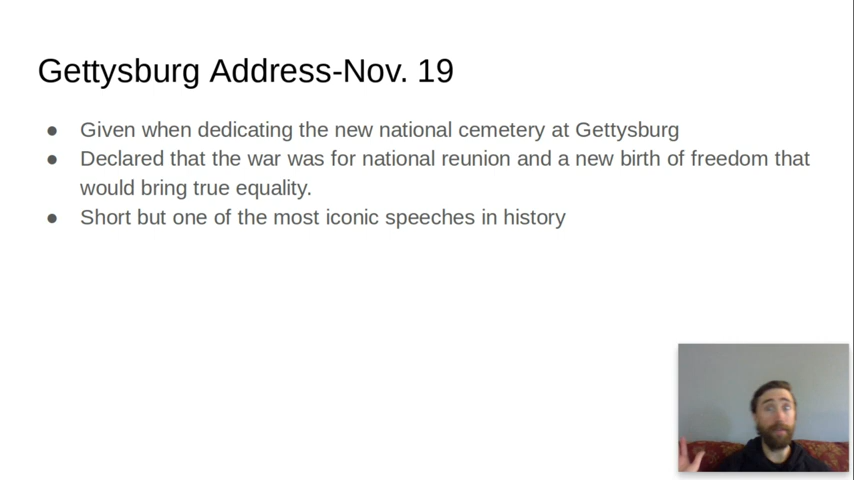 Gettysburg Address-Nov. 19
● Given when dedicating the new national cemetery at Gettysburg
● Declared that the war was for national reunion and a new birth of freedom that
would bring true equality.
● Short but one of the most iconic speeches in history